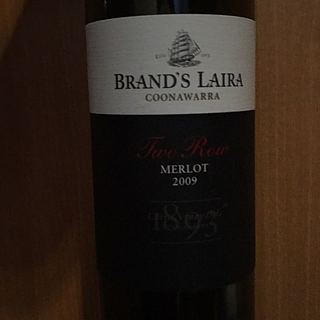 BRAND'S LAIRA
COONAWARRA
Two Row
MERLOT
2009
1893